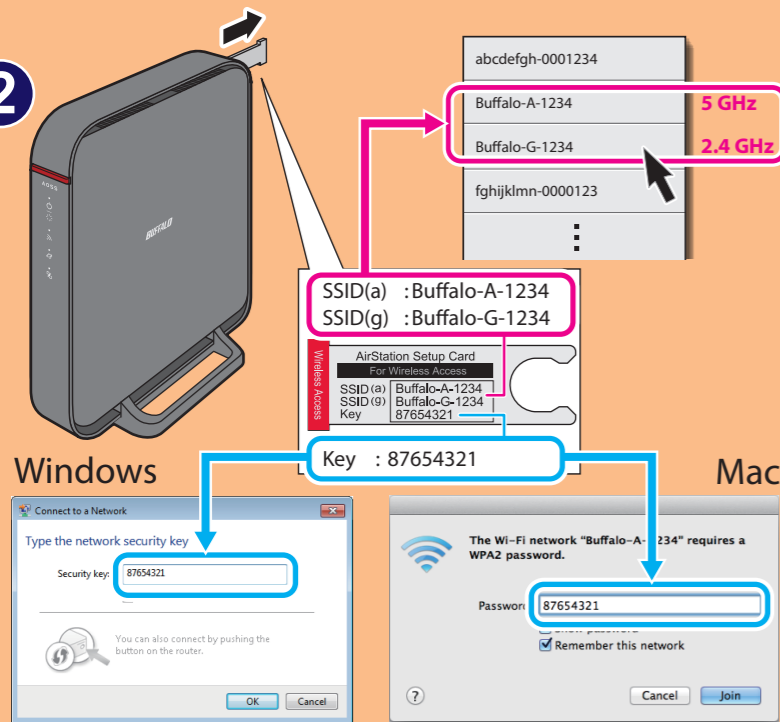 2
AOSS
BUFFALO
abcdefgh-0001234
Buffalo-A-1234
5 GHz
Buffalo-G-1234
2.4 GHz
fghijklmn-0000123
SSID(a) :Buffalo-A-1234
SSID(g) :Buffalo-G-1234
Wireless Access
AirStation Setup Card
For Wireless Access
SSID(a) Buffalo-A-1234
SSID(g) Buffalo-G-1234
Key 87654321
Key : 87654321
Windows
Mac
Connect to a Network
Type the network security key
Security key: 87654321
You can also connect by pushing the
button on the router.
OK Cancel
The Wi-Fi network "Buffalo-A- 234" requires a
WPA2 password.
Password 87654321
Remember this network
? Cancel Join